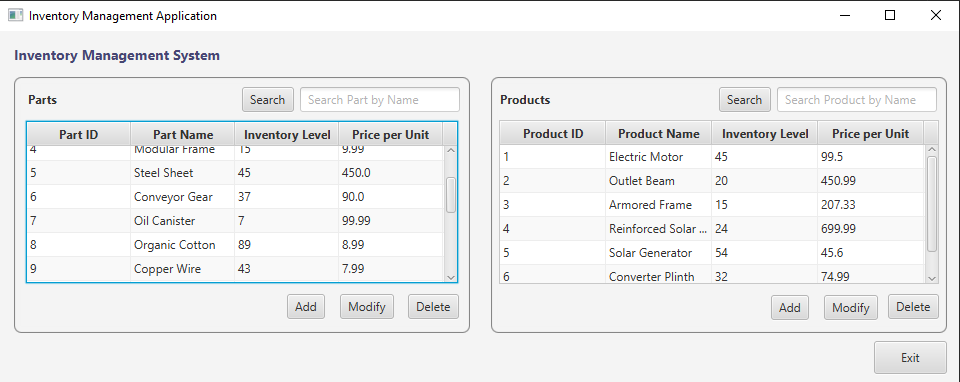 Inventory Management Application
Inventory Management System
Parts
Search
Search Part by Name
Part ID Part Name Inventory Level Price per Unit
4 Modular Frame 15 9.99
5 Steel Sheet 45 450.0
6 Conveyor Gear 37 90.0
7 Oil Canister 7 99.99
8 Organic Cotton 89 8.99
9 Copper Wire 43 7.99
Add Modify Delete
Products
Search
Search Product by Name
Product ID Product Name Inventory Level Price per Unit
1 Electric Motor 45 99.5
2 Outlet Beam 20 450.99
3 Armored Frame 15 207.33
4 Reinforced Solar ... 24 699.99
5 Solar Generator 54 45.6
6 Converter Plinth 32 74.99
Add Modify Delete
Exit